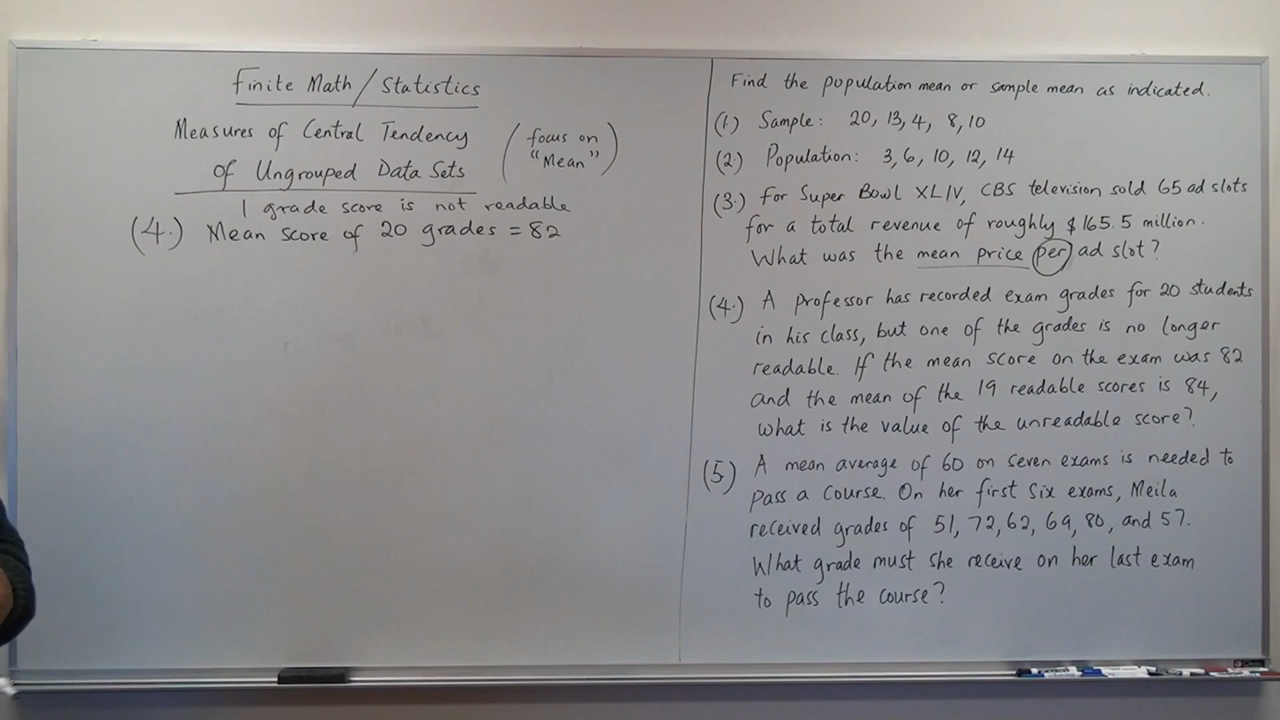 Finite Math/Statistics
Measures of Central Tendency
of Ungrouped Data Sets
(focus on
"Mean")
1 grade score is not readable
(4.) Mean score of 20 grades = 82
Find the population mean or sample mean as indicated.
(1.) Sample: 20, 13, 4, 8, 10
(2.) Population: 3, 6, 10, 12, 14
(3.) For Super Bowl XLIV, CBS television sold 65 ad slots
for a total revenue of roughly $165.5 million.
What was the mean price per ad slot?
(4.) A professor has recorded exam grades for 20 students
in his class, but one of the grades is no longer
readable. If the mean score on the exam was 82
and the mean of the 19 readable scores is 84,
what is the value of the unreadable score?
(5) A mean average of 60 on seven exams is needed to
pass a course. On her first six exams, Meila
received grades of 51, 72, 62, 69, 80, and 57.
What grade must she receive on her last exam
to pass the course?